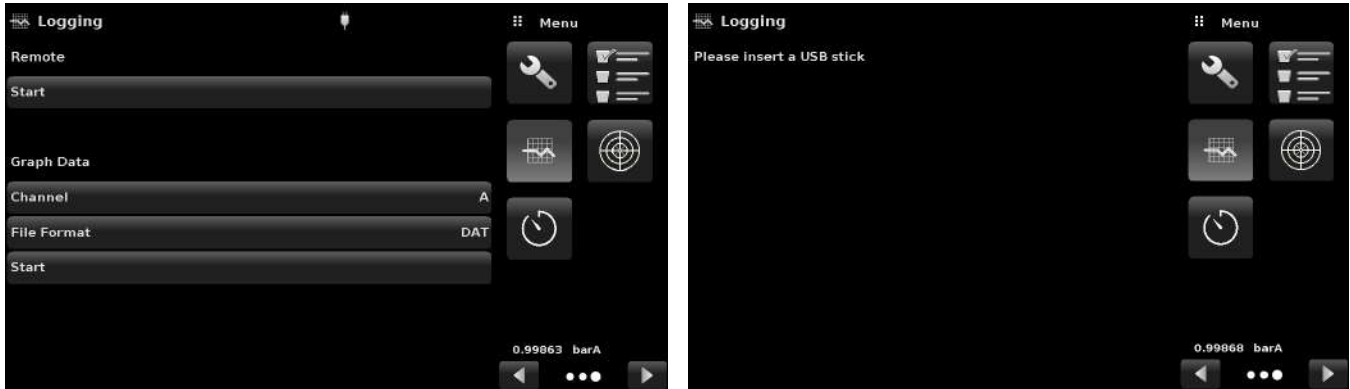 Logging
Menu
Remote
Start
Graph Data
Channel A
File Format DAT
Start
0.99863 barA
Logging
Menu
Please insert a USB stick
0.99868 barA